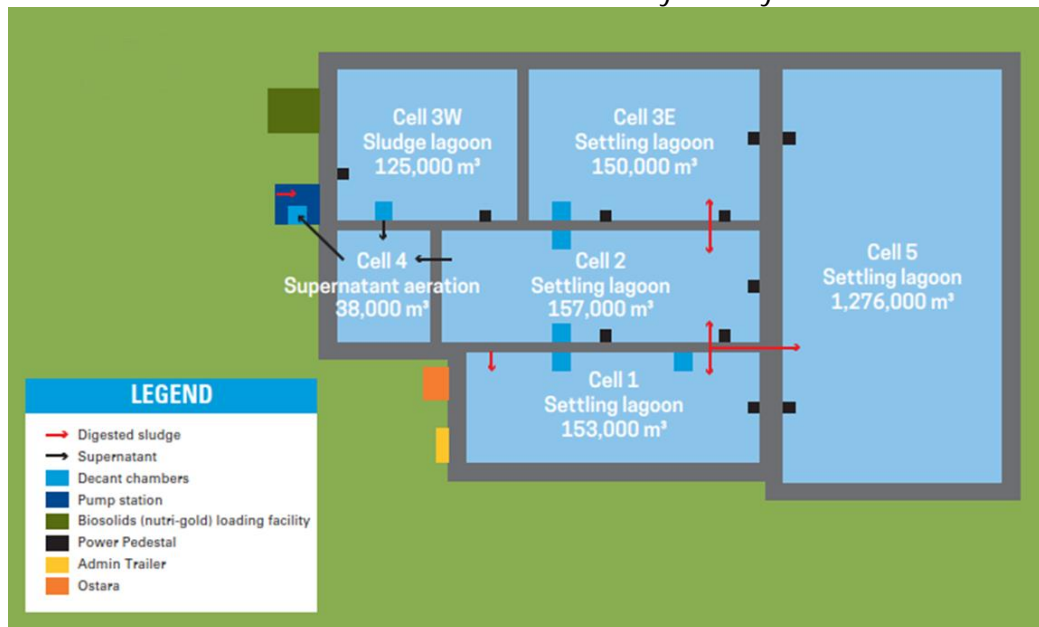 Cell 3W
Sludge lagoon
125,000 m³
Cell 3E
Settling lagoon
150,000 m³
Cell 4
Supernatant aeration
38,000 m³
Cell 2
Settling lagoon
157,000 m³
Cell 5
Settling lagoon
1,276,000 m³
Cell 1
Settling lagoon
153,000 m³
LEGEND
Digested sludge
Supernatant
Decant chambers
Pump station
Biosolids (nutri-gold) loading facility
Power Pedestal
Admin Trailer
Ostara